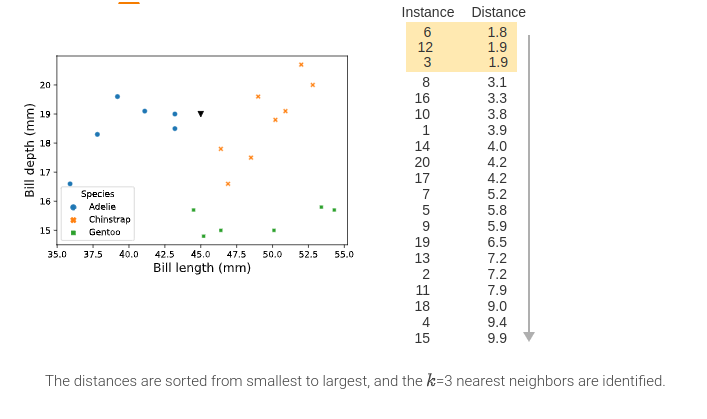 Instance Distance
6 1.8
12 1.9
3 1.9
8 3.1
16 3.3
10 3.8
1 3.9
14 4.0
20 4.2
17 4.2
7 5.2
5 5.8
9 5.9
19 6.5
13 7.2
2 7.2
11 7.9
18 9.0
4 9.4
15 9.9
Bill depth (mm)
20
19
18
17
16
15
Species
Adelie
Chinstrap
Gentoo
35.0 37.5 40.0 42.5 45.0 47.5 50.0 52.5 55.0
Bill length (mm)
The distances are sorted from smallest to largest, and the k=3 nearest neighbors are identified.